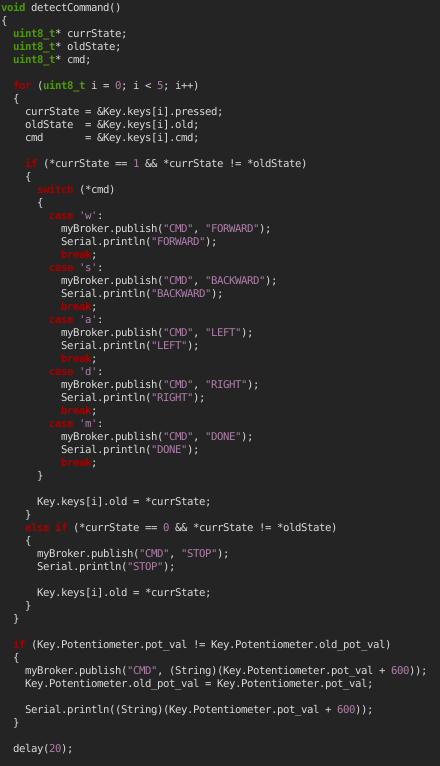 void detectCommand()
{
  uint8_t* currState;
  uint8_t* oldState;
  uint8_t* cmd;

  for (uint8_t i = 0; i < 5; i++)
  {
    currState = &Key.keys[i].pressed;
    oldState  = &Key.keys[i].old;
    cmd       = &Key.keys[i].cmd;

    if (*currState == 1 && *currState != *oldState)
    {
      switch (*cmd)
      {
        case 'w':
          myBroker.publish("CMD", "FORWARD");
          Serial.println("FORWARD");
          break;
        case 's':
          myBroker.publish("CMD", "BACKWARD");
          Serial.println("BACKWARD");
          break;
        case 'a':
          myBroker.publish("CMD", "LEFT");
          Serial.println("LEFT");
          break;
        case 'd':
          myBroker.publish("CMD", "RIGHT");
          Serial.println("RIGHT");
          break;
        case 'm':
          myBroker.publish("CMD", "DONE");
          Serial.println("DONE");
          break;
      }

      Key.keys[i].old = *currState;
    }
    else if (*currState == 0 && *currState != *oldState)
    {
      myBroker.publish("CMD", "STOP");
      Serial.println("STOP");

      Key.keys[i].old = *currState;
    }
  }

  if (Key.Potentiometer.pot_val != Key.Potentiometer.old_pot_val)
  {
    myBroker.publish("CMD", (String)(Key.Potentiometer.pot_val + 600));
    Key.Potentiometer.old_pot_val = Key.Potentiometer.pot_val;

    Serial.println((String)(Key.Potentiometer.pot_val + 600));
  }

  delay(20);